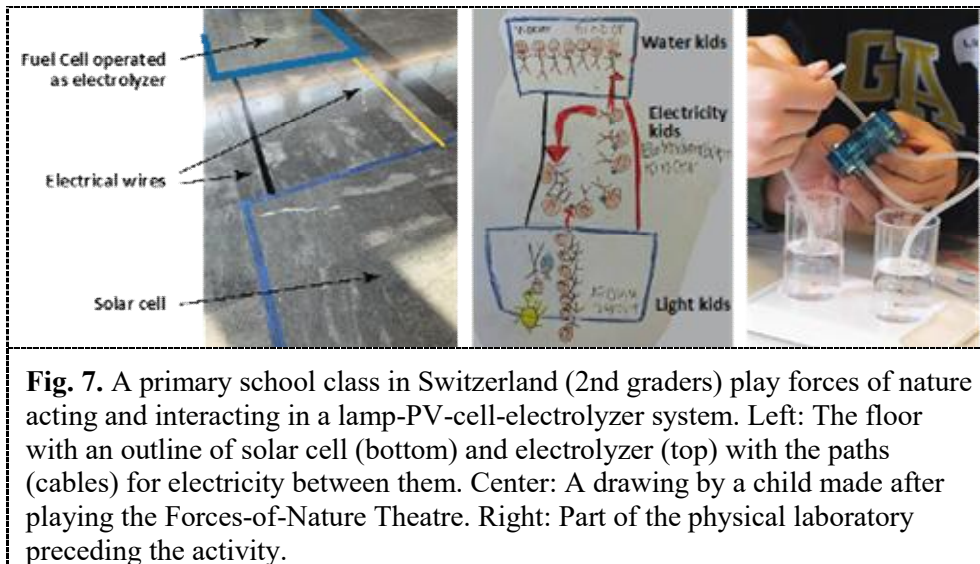 Fuel Cell operated
as electrolyzer
Electrical wires
Solar cell
Water kids
Electricity
kids
Light kids
GA
Fig. 7. A primary school class in Switzerland (2nd graders) play forces of nature
acting and interacting in a lamp-PV-cell-electrolyzer system. Left: The floor
with an outline of solar cell (bottom) and electrolyzer (top) with the paths
(cables) for electricity between them. Center: A drawing by a child made after
playing the Forces-of-Nature Theatre. Right: Part of the physical laboratory
preceding the activity.